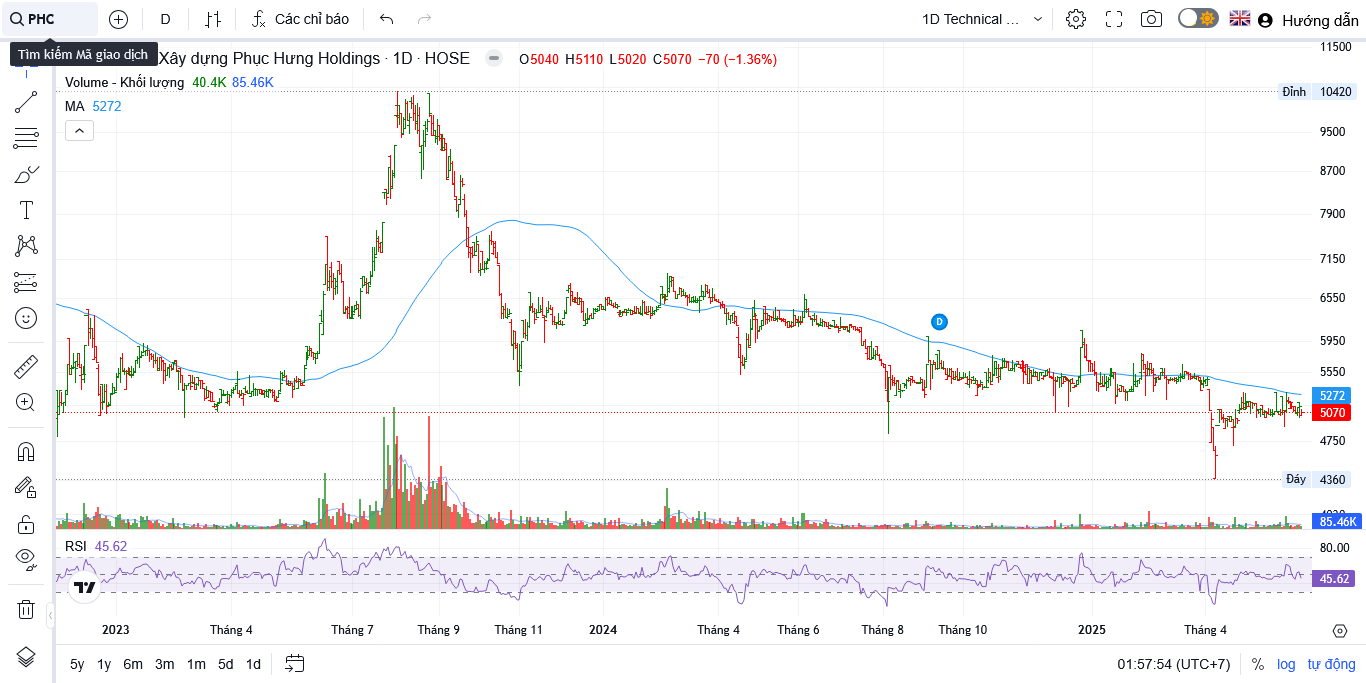 PHC
D
Các chỉ báo
1D Technical ...
Hướng dẫn
Tìm kiếm Mã giao dịch
Xây dựng Phục Hưng Holdings · 1D · HOSE
O5040 H5110 L5020 C5070 −70 (−1.36%)
Volume - Khối lượng 40.4K 85.46K
MA 5272
11500
Đỉnh 10420
9500
8700
7900
7150
6550
D
5950
5550
5272
5070
4750
Đáy 4360
85.46K
RSI 45.62
80.00
45.62
2023 Tháng 4 Tháng 7 Tháng 9 Tháng 11 2024 Tháng 4 Tháng 6 Tháng 8 Tháng 10 2025 Tháng 4
5y 1y 6m 3m 1m 5d 1d
01:57:54 (UTC+7) % log tự động